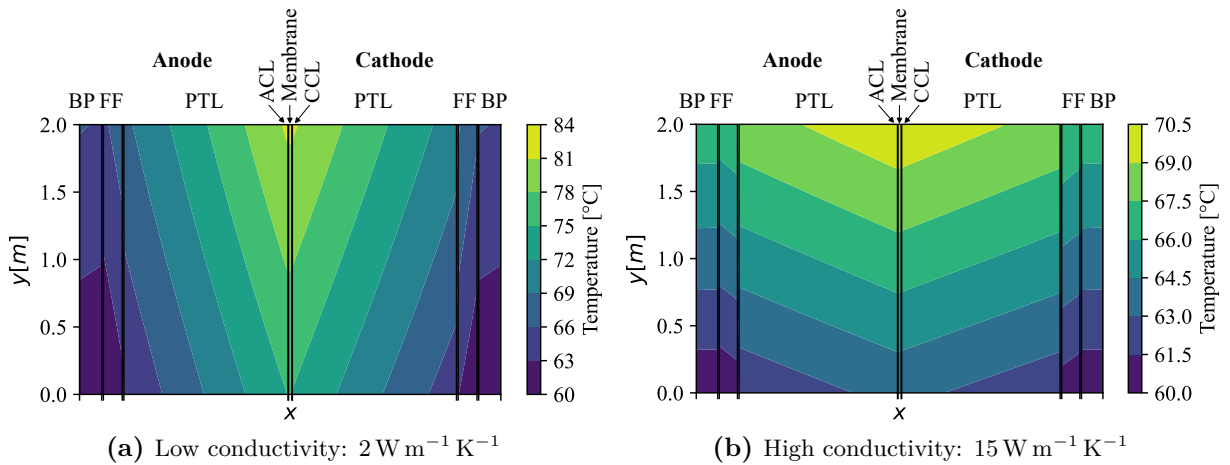 Anode
ACL
Membrane
CCL
Cathode
BP FF
PTL
PTL
FF BP
2.0
1.5
1.0
0.5
0.0
y[m]
x
84
81
78
75
72
69
66
63
60
Temperature [°C]
(a) Low conductivity: 2 W m⁻¹ K⁻¹
Anode
ACL
Membrane
CCL
Cathode
BP FF
PTL
PTL
FF BP
2.0
1.5
1.0
0.5
0.0
y[m]
x
70.5
69.0
67.5
66.0
64.5
63.0
61.5
60.0
Temperature [°C]
(b) High conductivity: 15 W m⁻¹ K⁻¹